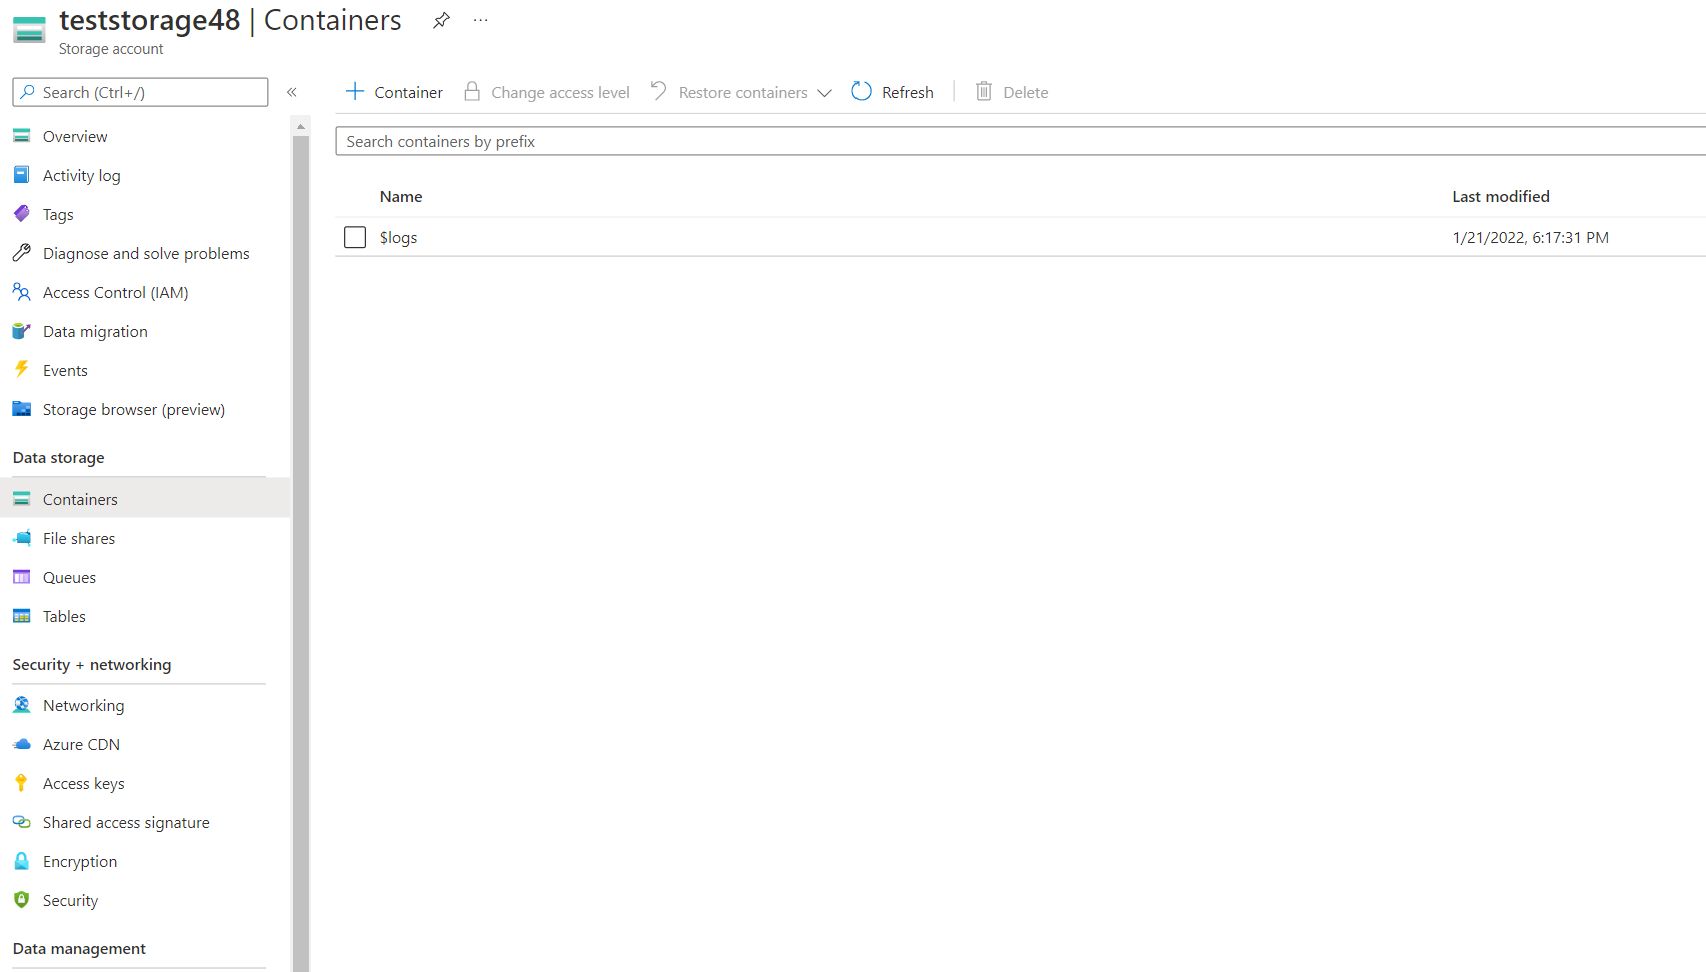 teststorage48 | Containers
...
Storage account
Search (Ctrl+/)
«
Overview
Activity log
Tags
Diagnose and solve problems
Access Control (IAM)
Data migration
Events
Storage browser (preview)
Data storage
Containers
File shares
Queues
Tables
Security + networking
Networking
Azure CDN
Access keys
Shared access signature
Encryption
Security
Data management
+ Container Change access level Restore containers Refresh | Delete
Search containers by prefix
Name Last modified
$logs 1/21/2022, 6:17:31 PM